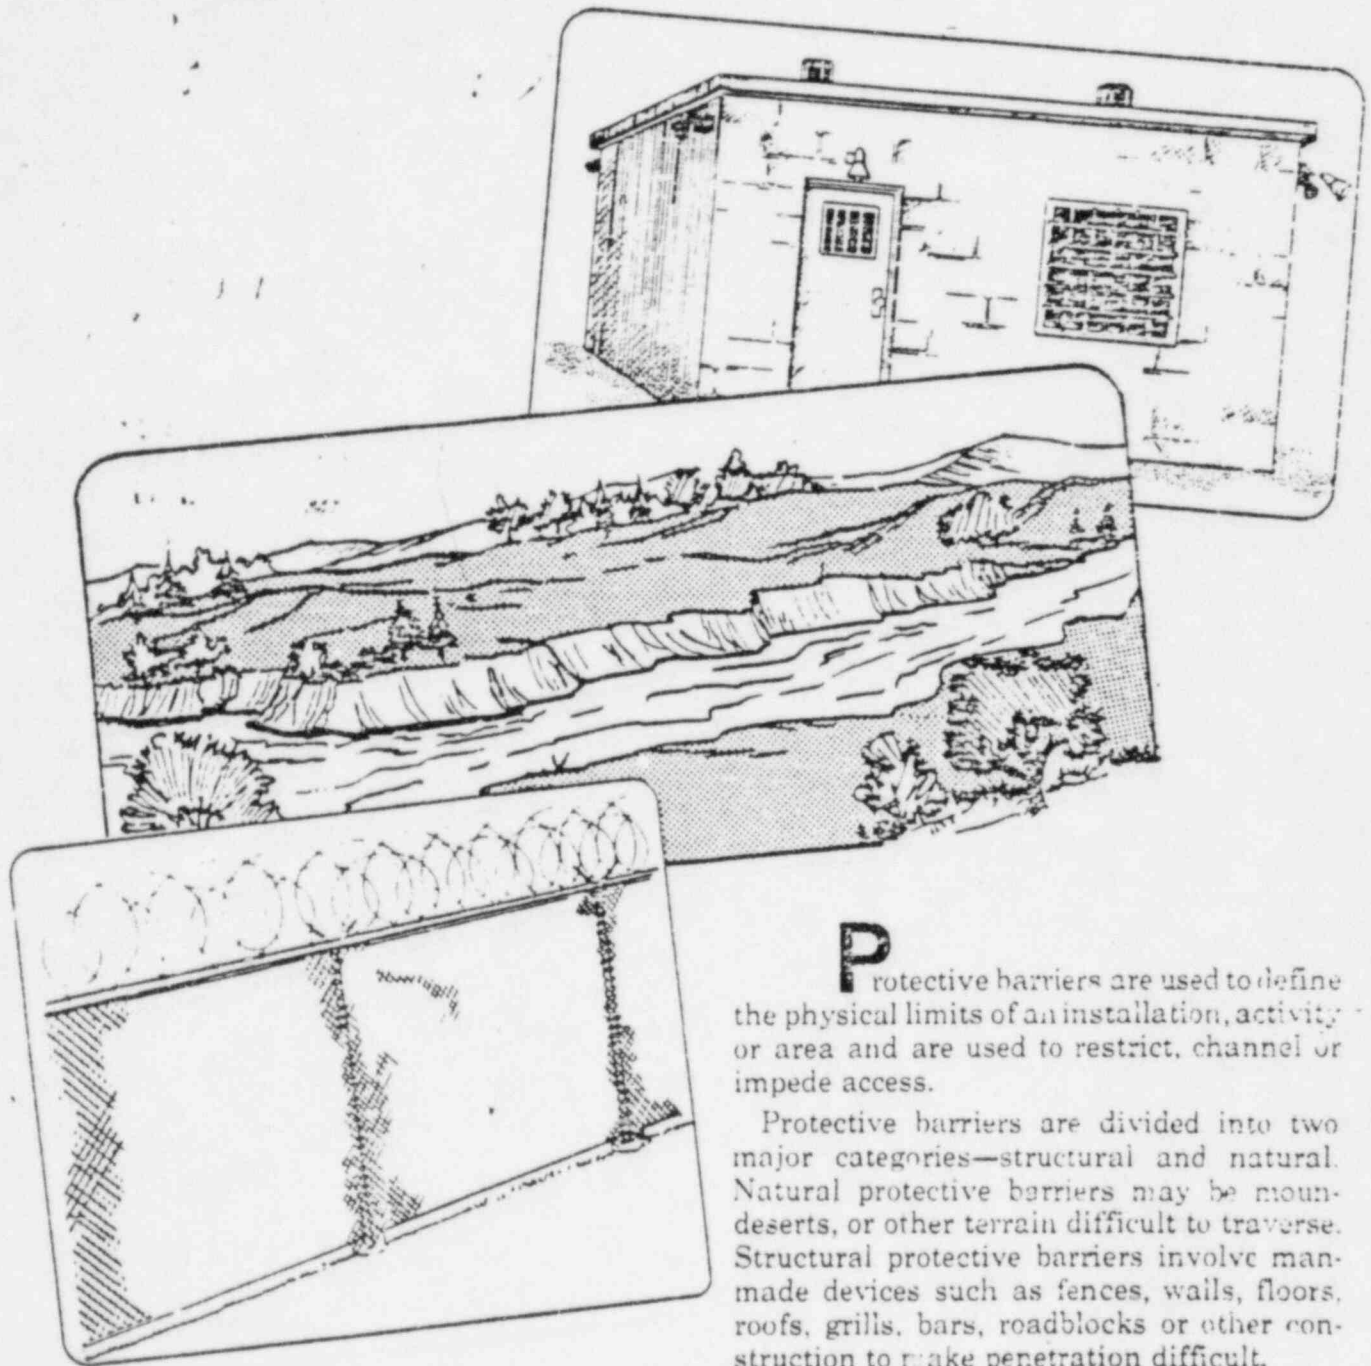 Protective barriers are used to define
the physical limits of an installation, activity
or area and are used to restrict, channel or
impede access.
Protective barriers are divided into two
major categories—structural and natural.
Natural protective barriers may be moun-
deserts, or other terrain difficult to traverse.
Structural protective barriers involve man-
made devices such as fences, walls, floors,
roofs, grills, bars, roadblocks or other con-
struction to make penetration difficult.